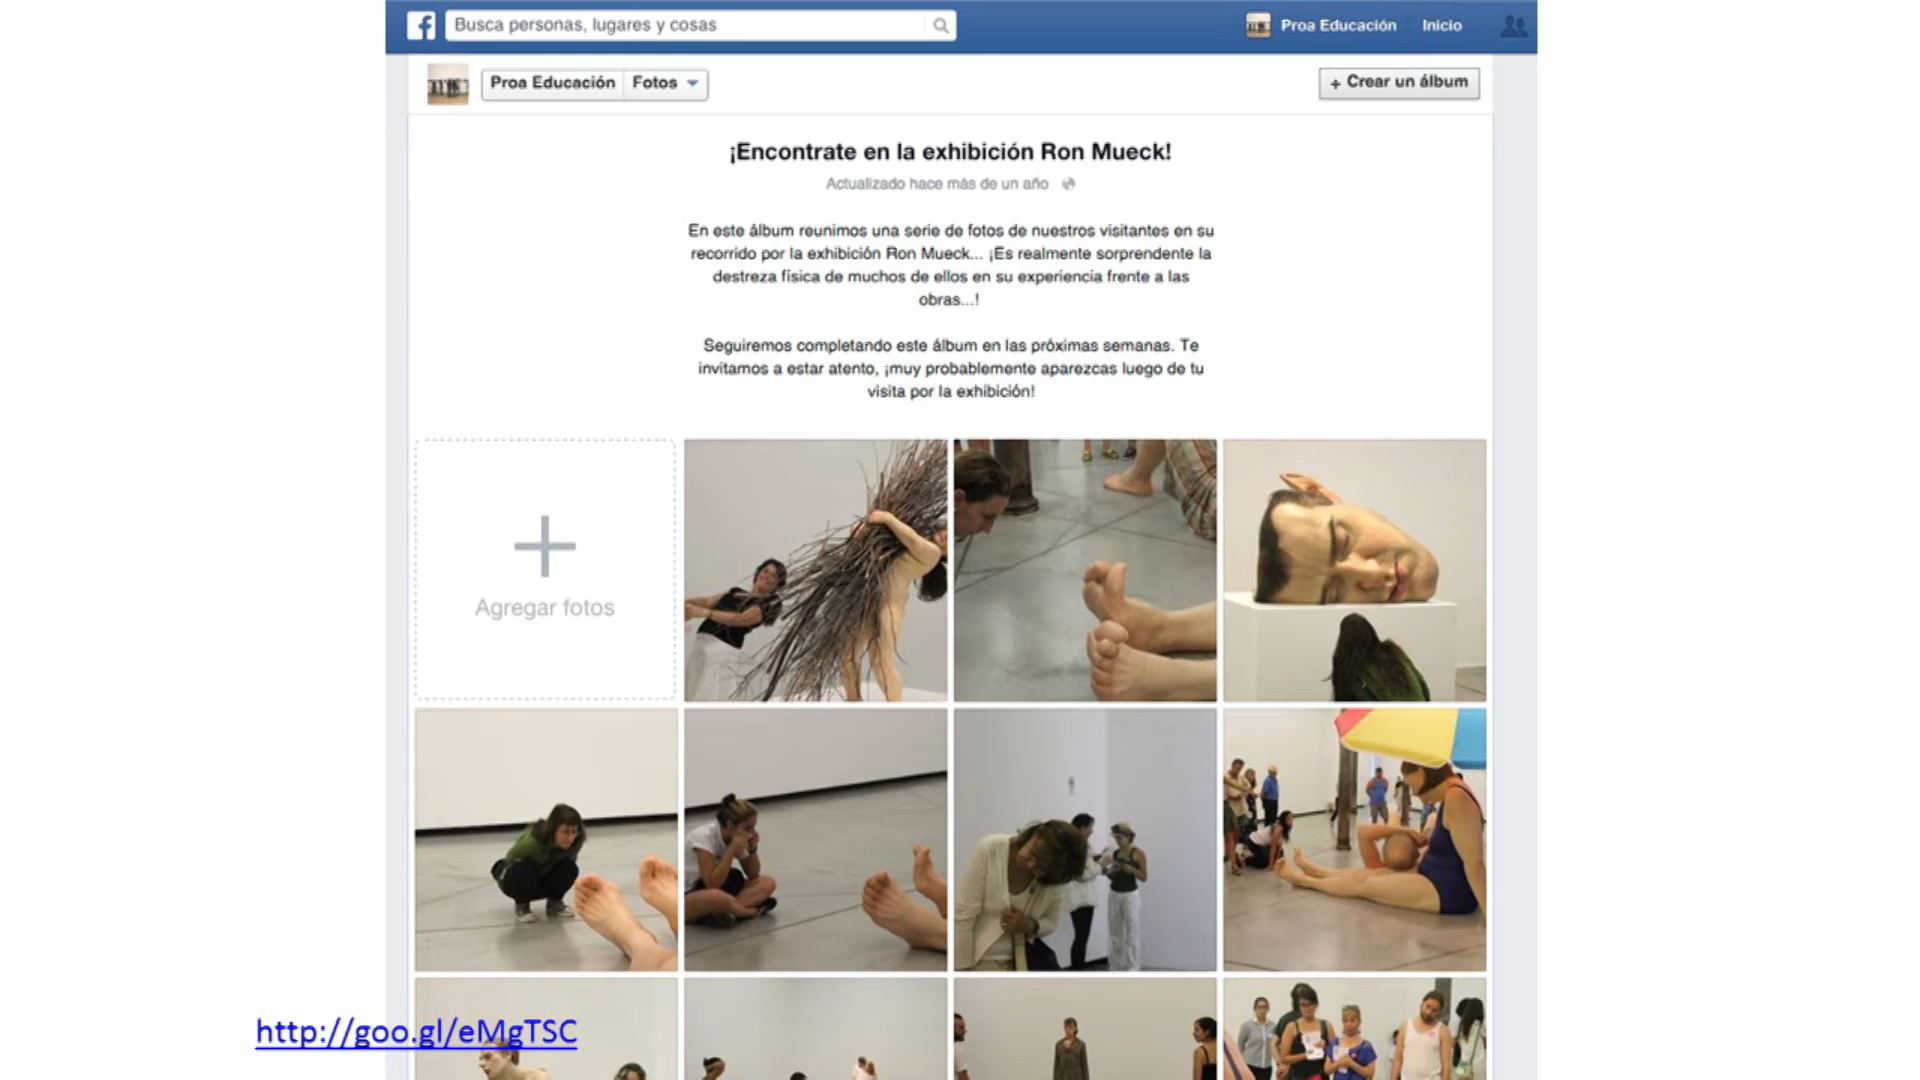 Busca personas, lugares y cosas
Proa Educación
Inicio
Proa Educación
Fotos
+ Crear un álbum
¡Encontrate en la exhibición Ron Mueck!
Actualizado hace más de un año
En este álbum reunimos una serie de fotos de nuestros visitantes en su
recorrido por la exhibición Ron Mueck... ¡Es realmente sorprendente la
destreza física de muchos de ellos en su experiencia frente a las
obras...!
Seguiremos completando este álbum en las próximas semanas. Te
invitamos a estar atento, ¡muy probablemente aparezcas luego de tu
visita por la exhibición!
Agregar fotos
http://goo.gl/eMgTSC